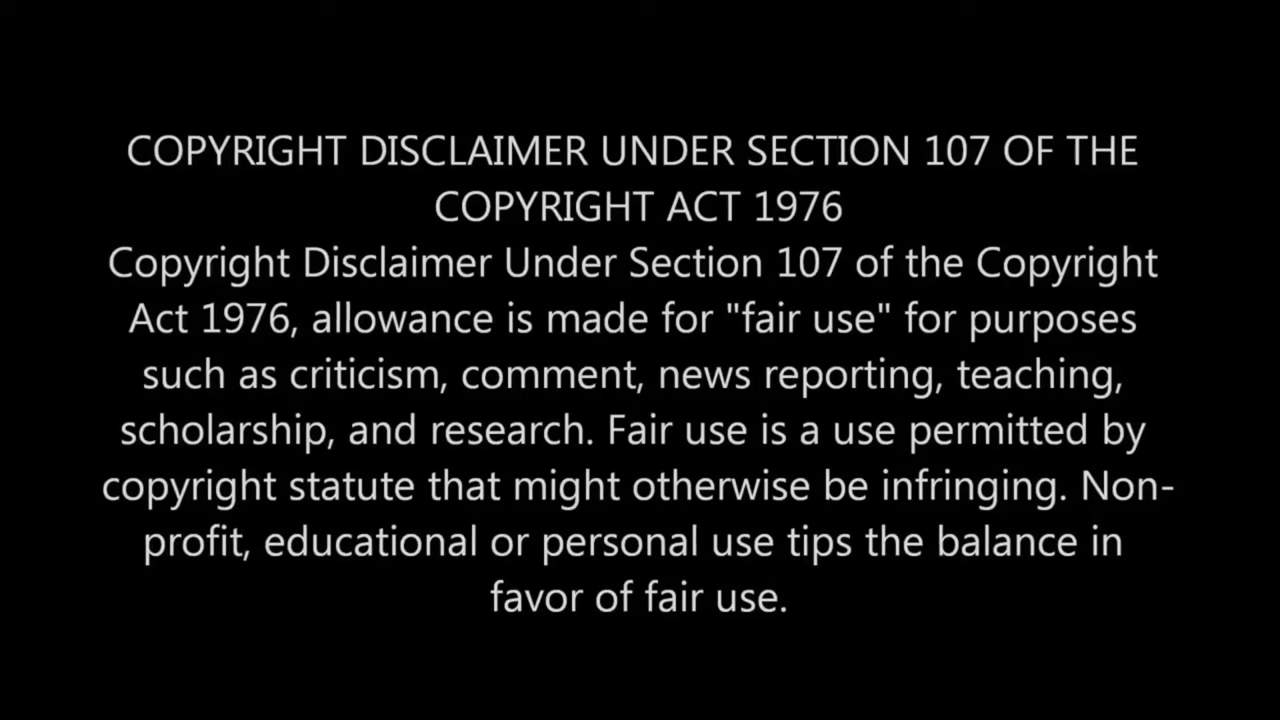 COPYRIGHT DISCLAIMER UNDER SECTION 107 OF THE
COPYRIGHT ACT 1976
Copyright Disclaimer Under Section 107 of the Copyright
Act 1976, allowance is made for "fair use" for purposes
such as criticism, comment, news reporting, teaching,
scholarship, and research. Fair use is a use permitted by
copyright statute that might otherwise be infringing. Non-
profit, educational or personal use tips the balance in
favor of fair use.